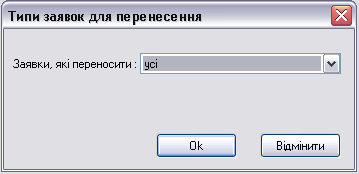 Типи заявок для перенесення
Заявки, які переносити : усі
Ok Відмінити